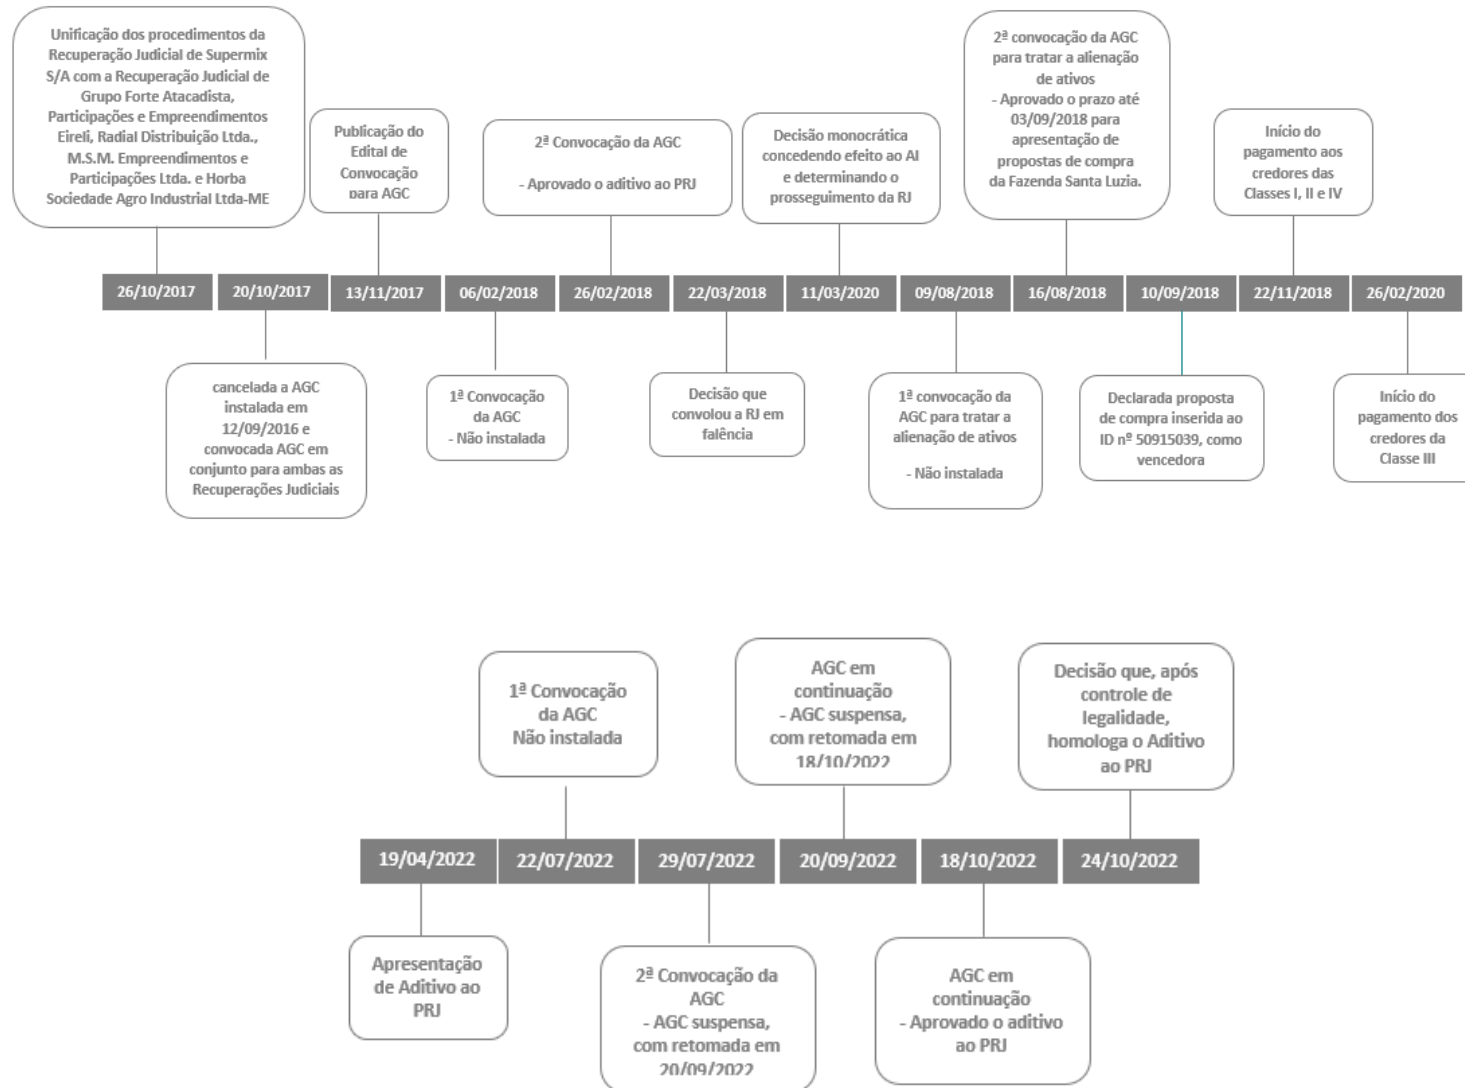 Unificação dos procedimentos da
Recuperação Judicial de Supermix
S/A com a Recuperação Judicial de
Grupo Forte Atacadista,
Participações e Empreendimentos
Eireli, Radial Distribuição Ltda.,
M.S.M. Empreendimentos e
Participações Ltda. e Horba
Sociedade Agro Industrial Ltda-ME
Publicação do
Edital de
Convocação
para AGC
2ª Convocação da AGC
- Aprovado o aditivo ao PRJ
Decisão monocrática
concedendo efeito ao AI
e determinando o
prosseguimento da RJ
2ª convocação da AGC
para tratar a alienação
de ativos
- Aprovado o prazo até
03/09/2018 para
apresentação de
propostas de compra
da Fazenda Santa Luzia.
Início do
pagamento aos
credores das
Classes I, II e IV
26/10/2017 20/10/2017 13/11/2017 06/02/2018 26/02/2018 22/03/2018 11/03/2020 09/08/2018 16/08/2018 10/09/2018 22/11/2018 26/02/2020
cancelada a AGC
instalada em
12/09/2016 e
convocada AGC em
conjunto para ambas as
Recuperações Judiciais
1ª Convocação
da AGC
- Não instalada
Decisão que
convolou a RJ em
falência
1ª convocação da
AGC para tratar a
alienação de ativos
- Não instalada
Declarada proposta
de compra inserida ao
ID nº 50915039, como
vencedora
Início do
pagamento dos
credores da
Classe III
1ª Convocação
da AGC
Não instalada
AGC em
continuação
- AGC suspensa,
com retomada em
18/10/2022
Decisão que, após
controle de
legalidade,
homologa o Aditivo
ao PRJ
19/04/2022 22/07/2022 29/07/2022 20/09/2022 18/10/2022 24/10/2022
Apresentação
de Aditivo ao
PRJ
2ª Convocação da
AGC
- AGC suspensa,
com retomada em
20/09/2022
AGC em
continuação
- Aprovado o aditivo
ao PRJ